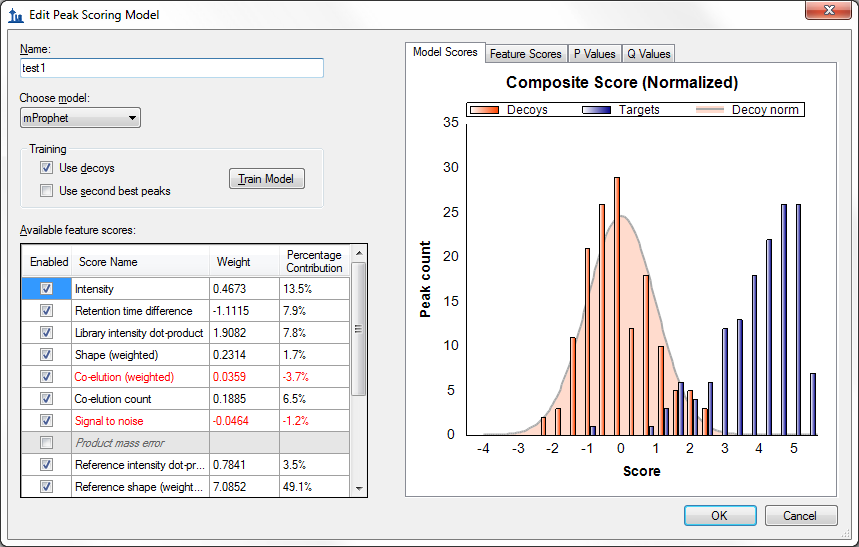 Edit Peak Scoring Model
Name:
test1
Choose model:
mProphet
Training
Use decoys
Use second best peaks
Train Model
Available feature scores:
Enabled Score Name Weight Percentage Contribution
Intensity 0.4673 13.5%
Retention time difference -1.1115 7.9%
Library intensity dot-product 1.9082 7.8%
Shape (weighted) 0.2314 1.7%
Co-elution (weighted) 0.0359 -3.7%
Co-elution count 0.1885 6.5%
Signal to noise -0.0464 -1.2%
Product mass error
Reference intensity dot-pr... 0.7841 3.5%
Reference shape (weight... 7.0852 49.1%
Model Scores Feature Scores P Values Q Values
Composite Score (Normalized)
Decoys Targets Decoy norm
35
30
25
20
15
10
5
0
Peak count
-4 -3 -2 -1 0 1 2 3 4 5
Score
OK Cancel